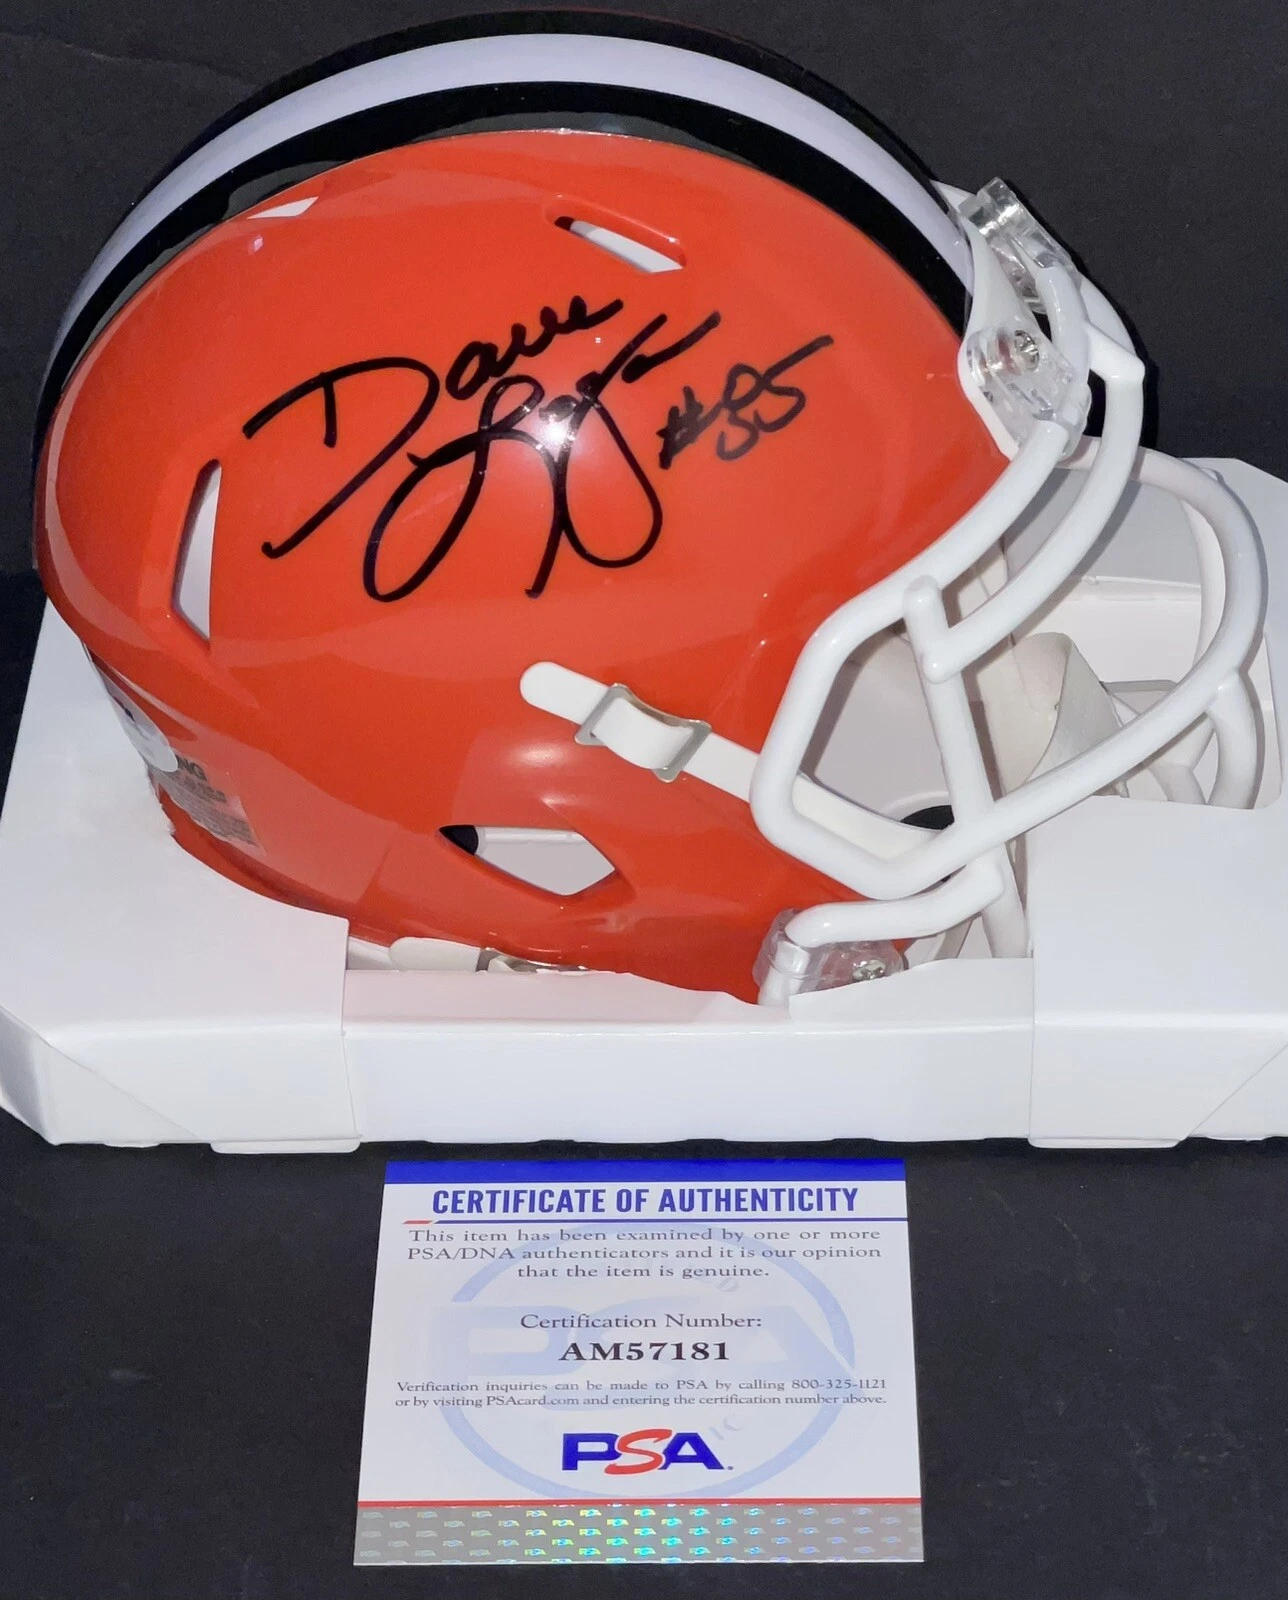 Dave
Logan #85
CERTIFICATE OF AUTHENTICITY
This item has been examined by one or more
PSA/DNA authenticators and it is our opinion
that the item is genuine.
Certification Number:
AM57181
Verification inquiries can be made to PSA by calling 800-325-1121
or by visiting PSAcard.com and entering the certification number above.
PSA